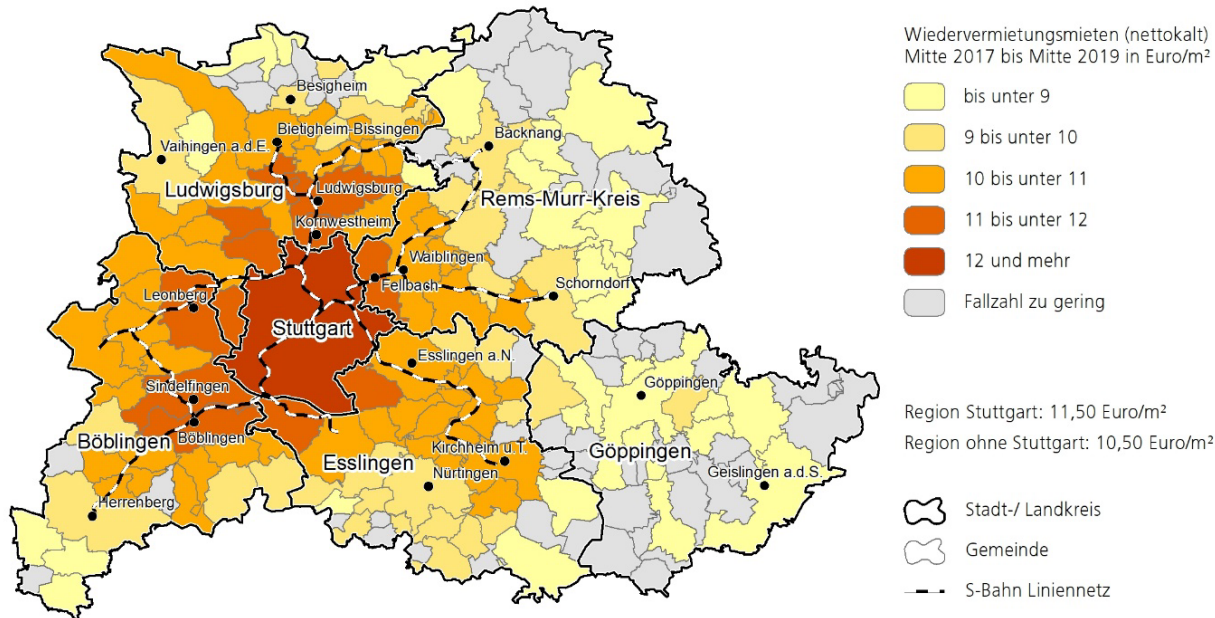 Wiedervermietungsmieten (nettokalt)
Mitte 2017 bis Mitte 2019 in Euro/m²
bis unter 9
9 bis unter 10
10 bis unter 11
11 bis unter 12
12 und mehr
Fallzahl zu gering
Region Stuttgart: 11,50 Euro/m²
Region ohne Stuttgart: 10,50 Euro/m²
Stadt-/ Landkreis
Gemeinde
S-Bahn Liniennetz
Besigheim
Bietigheim-Bissingen
Backnang
Vaihingen a.d.E.
Ludwigsburg
Ludwigsburg
Rems-Murr-Kreis
Kornwestheim
Waiblingen
Fellbach
Schorndorf
Leonberg
Stuttgart
Esslingen a.N.
Göppingen
Sindelfingen
Böblingen
Böblingen
Kirchheim u.T.
Göppingen
Esslingen
Nürtingen
Geislingen a.d.S.
Herrenberg